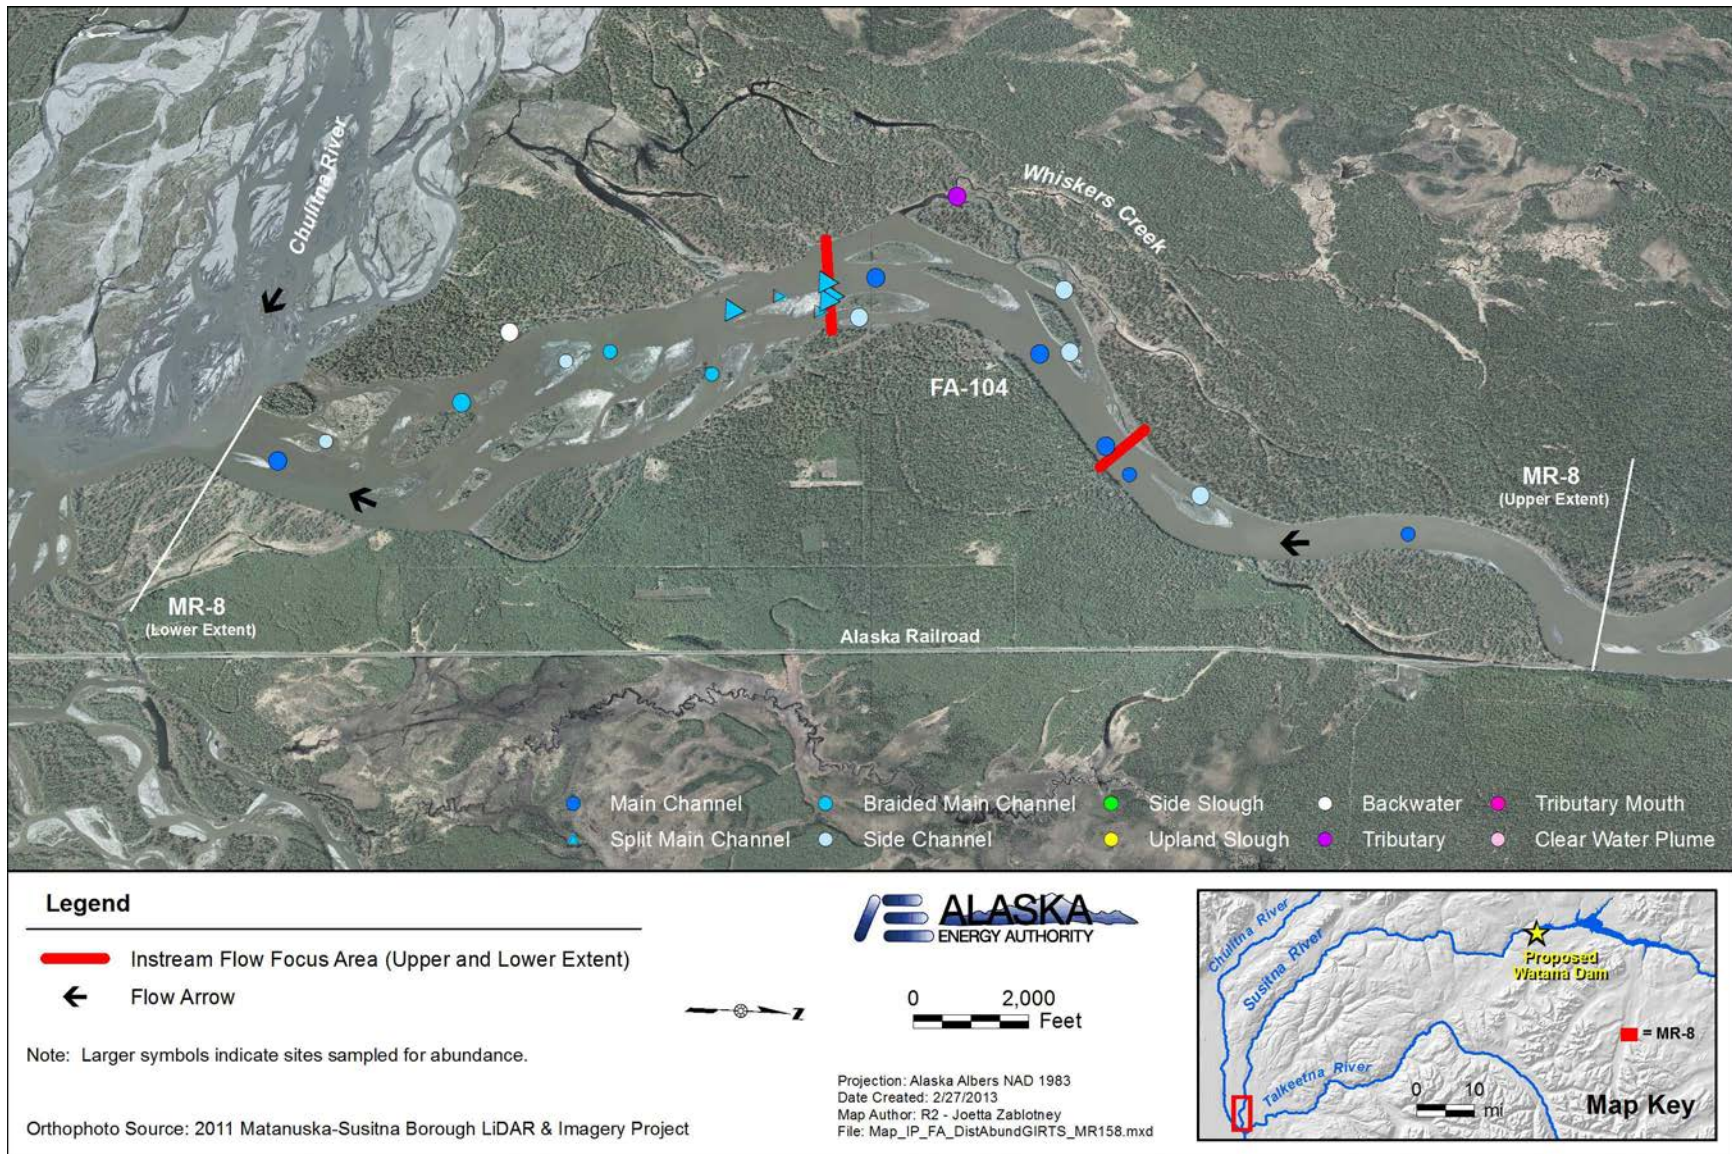 Chulitna River
Whiskers Creek
FA-104
MR-8
(Upper Extent)
MR-8
(Lower Extent)
Alaska Railroad
Main Channel
Braided Main Channel
Side Slough
Backwater
Tributary Mouth
Split Main Channel
Side Channel
Upland Slough
Tributary
Clear Water Plume
Legend
Instream Flow Focus Area (Upper and Lower Extent)
Flow Arrow
Note: Larger symbols indicate sites sampled for abundance.
Orthophoto Source: 2011 Matanuska-Susitna Borough LiDAR & Imagery Project
N
ALASKA
ENERGY AUTHORITY
0 2,000
Feet
Projection: Alaska Albers NAD 1983
Date Created: 2/27/2013
Map Author: R2 - Joetta Zablotney
File: Map_IP_FA_DistAbundGIRTS_MR158.mxd
Chulitna River
Susitna River
Proposed
Watana Dam
= MR-8
Talkeetna River
0 10
mi
Map Key